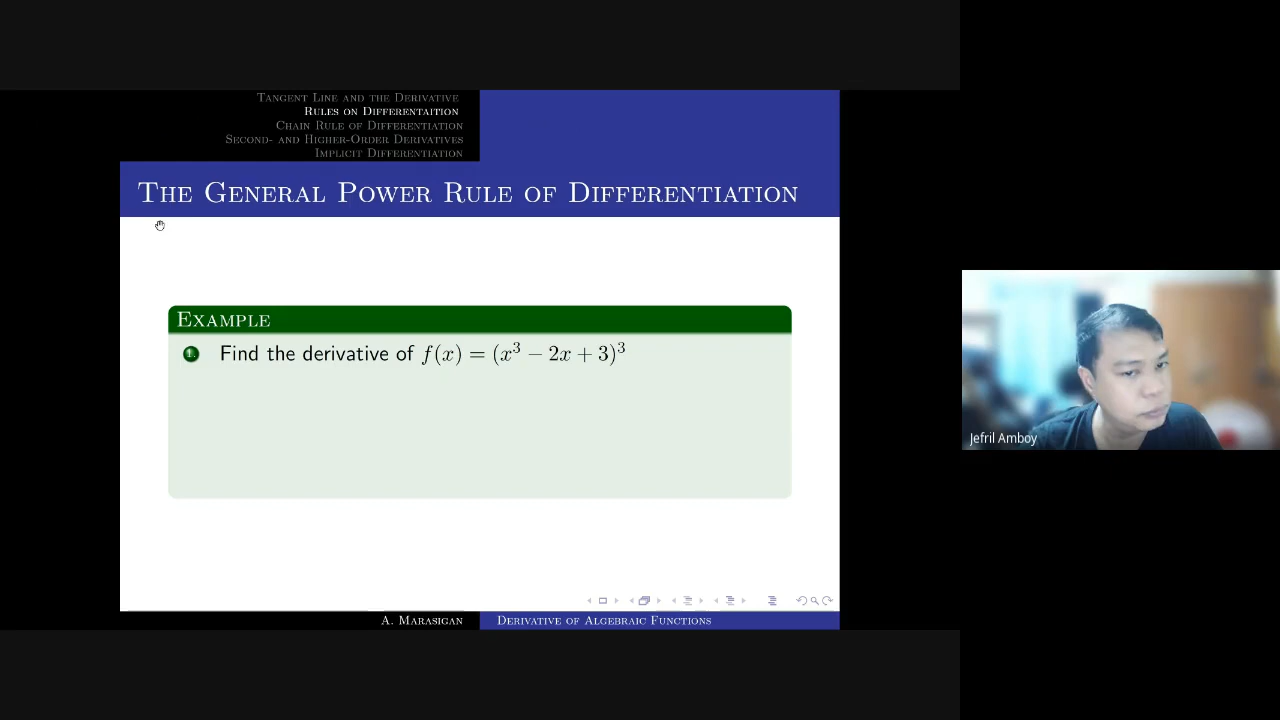 Tangent Line and the Derivative
Rules on Differentaition
Chain Rule of Differentiation
Second- and Higher-Order Derivatives
Implicit Differentiation
The General Power Rule of Differentiation
Example
1. Find the derivative of f(x) = (x³ − 2x + 3)³
Jefril Amboy
A. Marasigan Derivative of Algebraic Functions